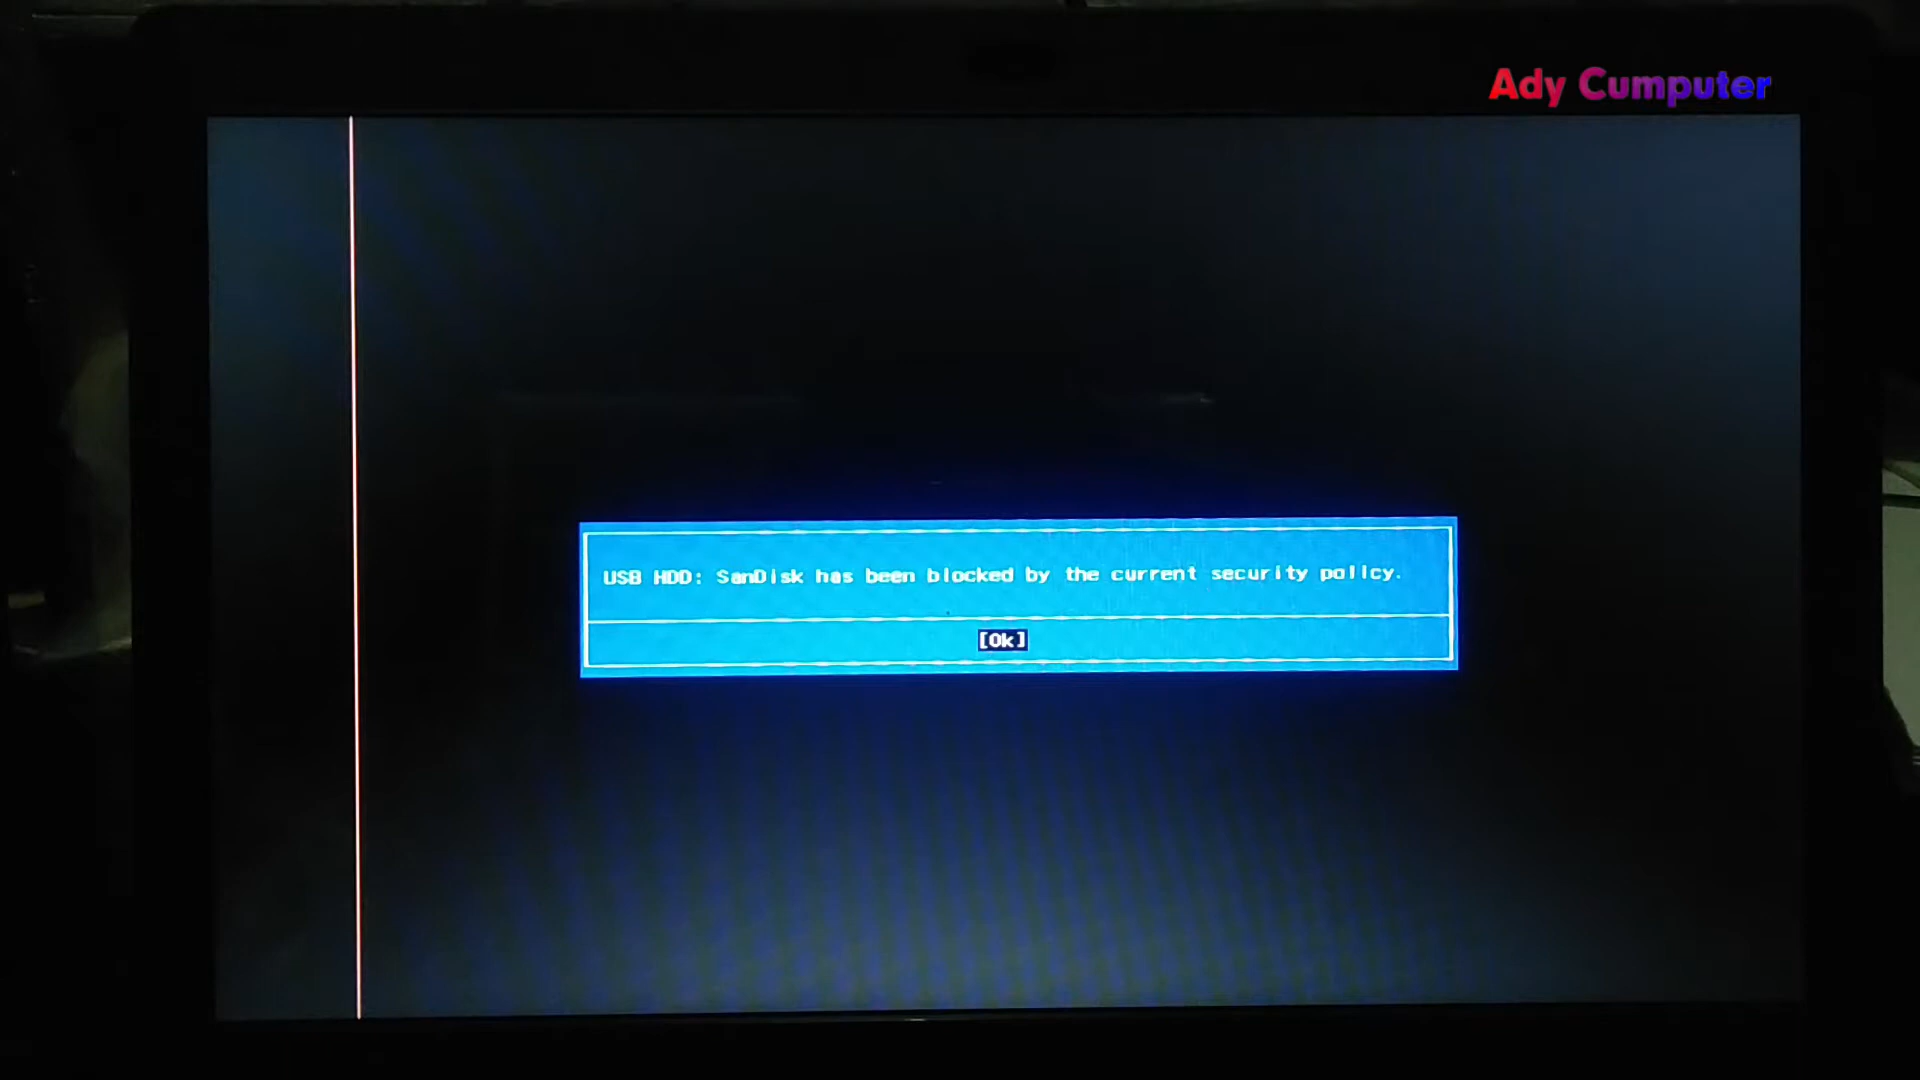 Ady Cumputer
USB HDD: SanDisk has been blocked by the current security policy.
[Ok]